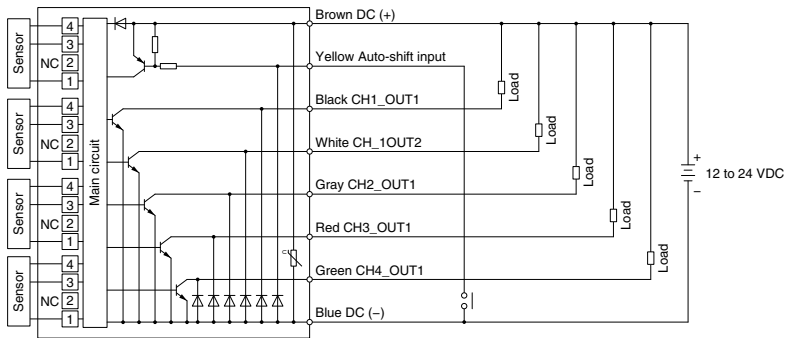 Brown DC (+)
Yellow Auto-shift input
Black CH1_OUT1
White CH_1OUT2
Gray CH2_OUT1
Red CH3_OUT1
Green CH4_OUT1
Blue DC (−)
Sensor
4
3
NC 2
1
Sensor
4
3
NC 2
1
Sensor
4
3
NC 2
1
Sensor
4
3
NC 2
1
Main circuit
Load
Load
Load
Load
Load
+
12 to 24 VDC
−